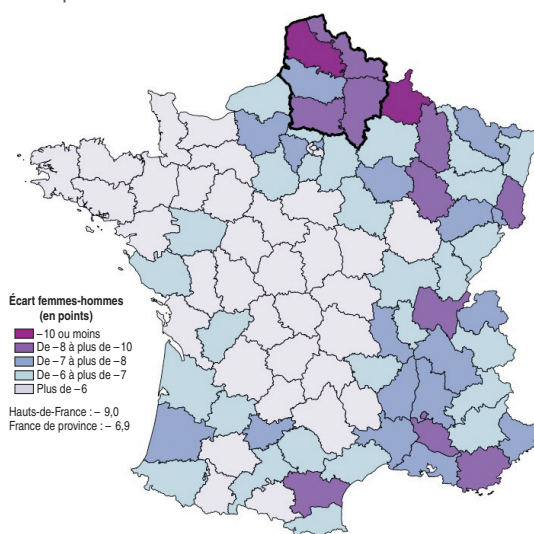 Écart femmes-hommes
(en points)
–10 ou moins
De –8 à plus de –10
De –7 à plus de –8
De –6 à plus de –7
Plus de –6
Hauts-de-France : – 9,0
France de province : – 6,9